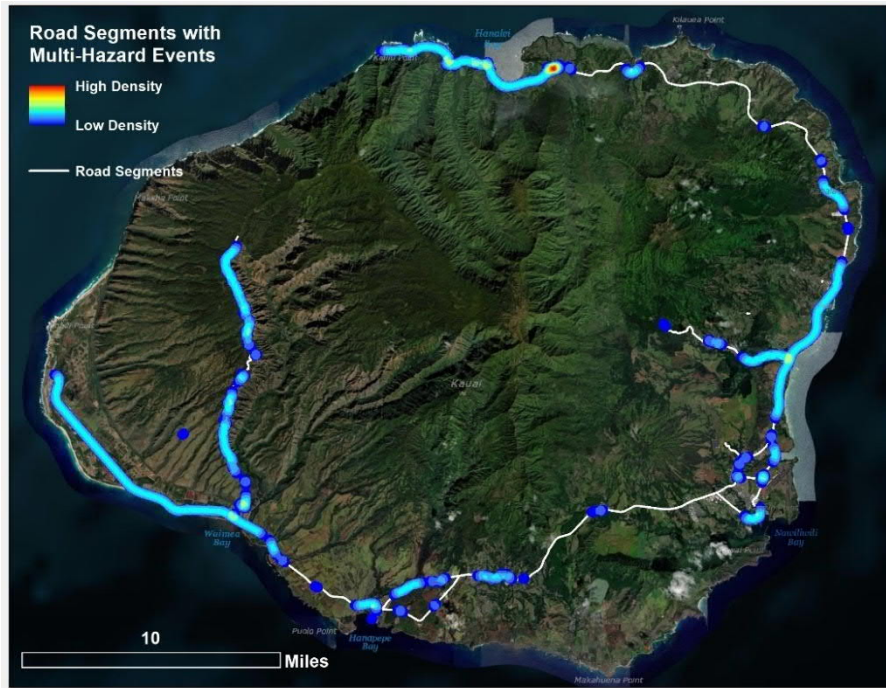 Road Segments with
Multi-Hazard Events
High Density
Low Density
Road Segments
Hanalei
Kilauea Point
Kauai
Waimea
Bay
Nawiliwili
Bay
Puolo Point
Hanapepe
Bay
Makahuena Point
10
Miles